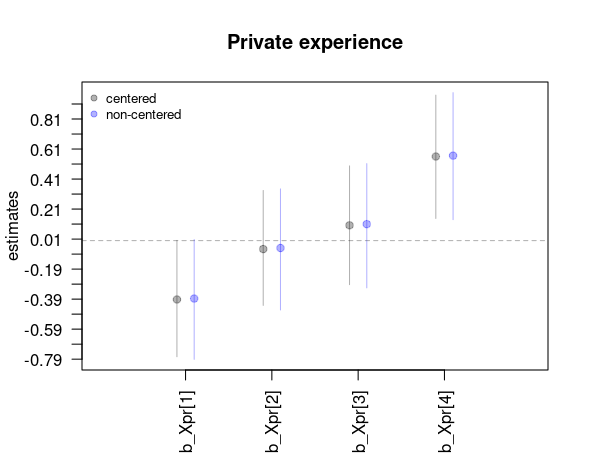 Private experience
centered
non-centered
estimates
0.81
0.61
0.41
0.21
0.01
-0.19
-0.39
-0.59
-0.79
b_Xpr[1]
b_Xpr[2]
b_Xpr[3]
b_Xpr[4]